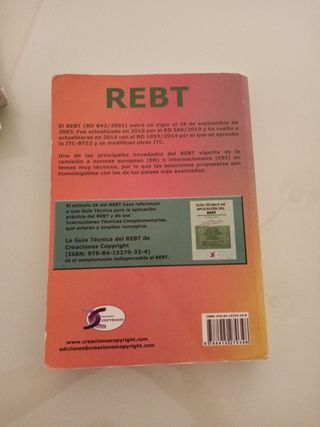 REBT
El REBT (RD 842/2002) entró en vigor el 18 de septiembre de
2003. Fue actualizado en 2010 por el RD 560/2010 y ha vuelto a
actualizarse en 2014 con el RD 1053/2014 por el que se aprueba
la ITC-BT52 y se modifican otras ITC.
Una de las principales novedades del REBT vigente es la
remisión a normas europeas (EN) o internacionales (CEI) en
temas muy técnicos, por lo que las soluciones propuestas son
homologables con las de los países más avanzados.
El artículo 29 del REBT hace referencia
a una Guía Técnica para la aplicación
práctica del REBT y de sus
Instrucciones Técnicas Complementarias,
que aclaran y amplían conceptos.
La Guía Técnica del REBT de
Creaciones Copyright
(ISBN: 978-84-15270-32-4)
es el complemento indispensable al REBT.
GUÍA TÉCNICA DE
APLICACIÓN DEL
REBT
CREACIONES
COPYRIGHT
www.creacionescopyright.com
ediciones@creacionescopyright.com